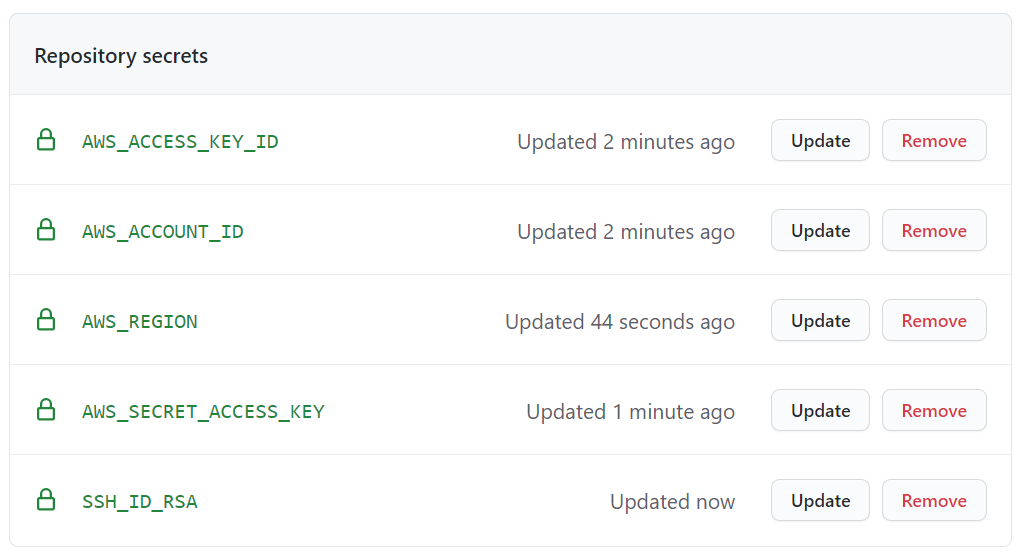 Repository secrets
AWS_ACCESS_KEY_ID Updated 2 minutes ago Update Remove
AWS_ACCOUNT_ID Updated 2 minutes ago Update Remove
AWS_REGION Updated 44 seconds ago Update Remove
AWS_SECRET_ACCESS_KEY Updated 1 minute ago Update Remove
SSH_ID_RSA Updated now Update Remove